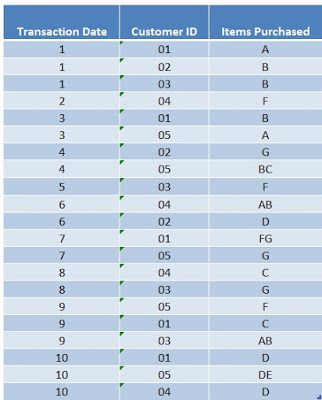 Transaction Date Customer ID Items Purchased
1 01 A
1 02 B
1 03 B
2 04 F
3 01 B
3 05 A
4 02 G
4 05 BC
5 03 F
6 04 AB
6 02 D
7 01 FG
7 05 G
8 04 C
8 03 G
9 05 F
9 01 C
9 03 AB
10 01 D
10 05 DE
10 04 D